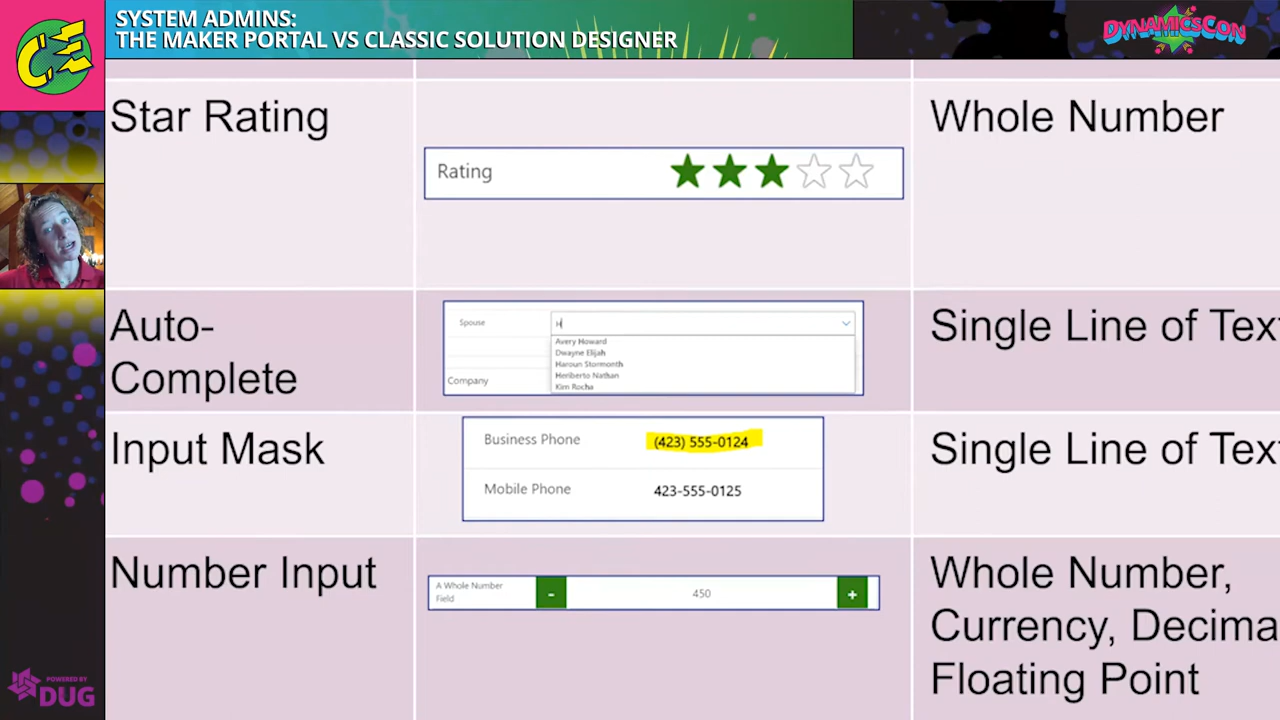 SYSTEM ADMINS:
THE MAKER PORTAL VS CLASSIC SOLUTION DESIGNER
CE
DYNAMICSCON
Star Rating
Rating
Whole Number
Auto-
Complete
Spouse
H
Avery Howard
Dwayne Elijah
Haroun Stormonth
Heriberto Nathan
Kim Rocha
Company
Single Line of Text
Input Mask
Business Phone
(423) 555-0124
Mobile Phone
423-555-0125
Single Line of Text
Number Input
A Whole Number
Field
-
450
+
Whole Number,
Currency, Decima
Floating Point
POWERED BY
DUG